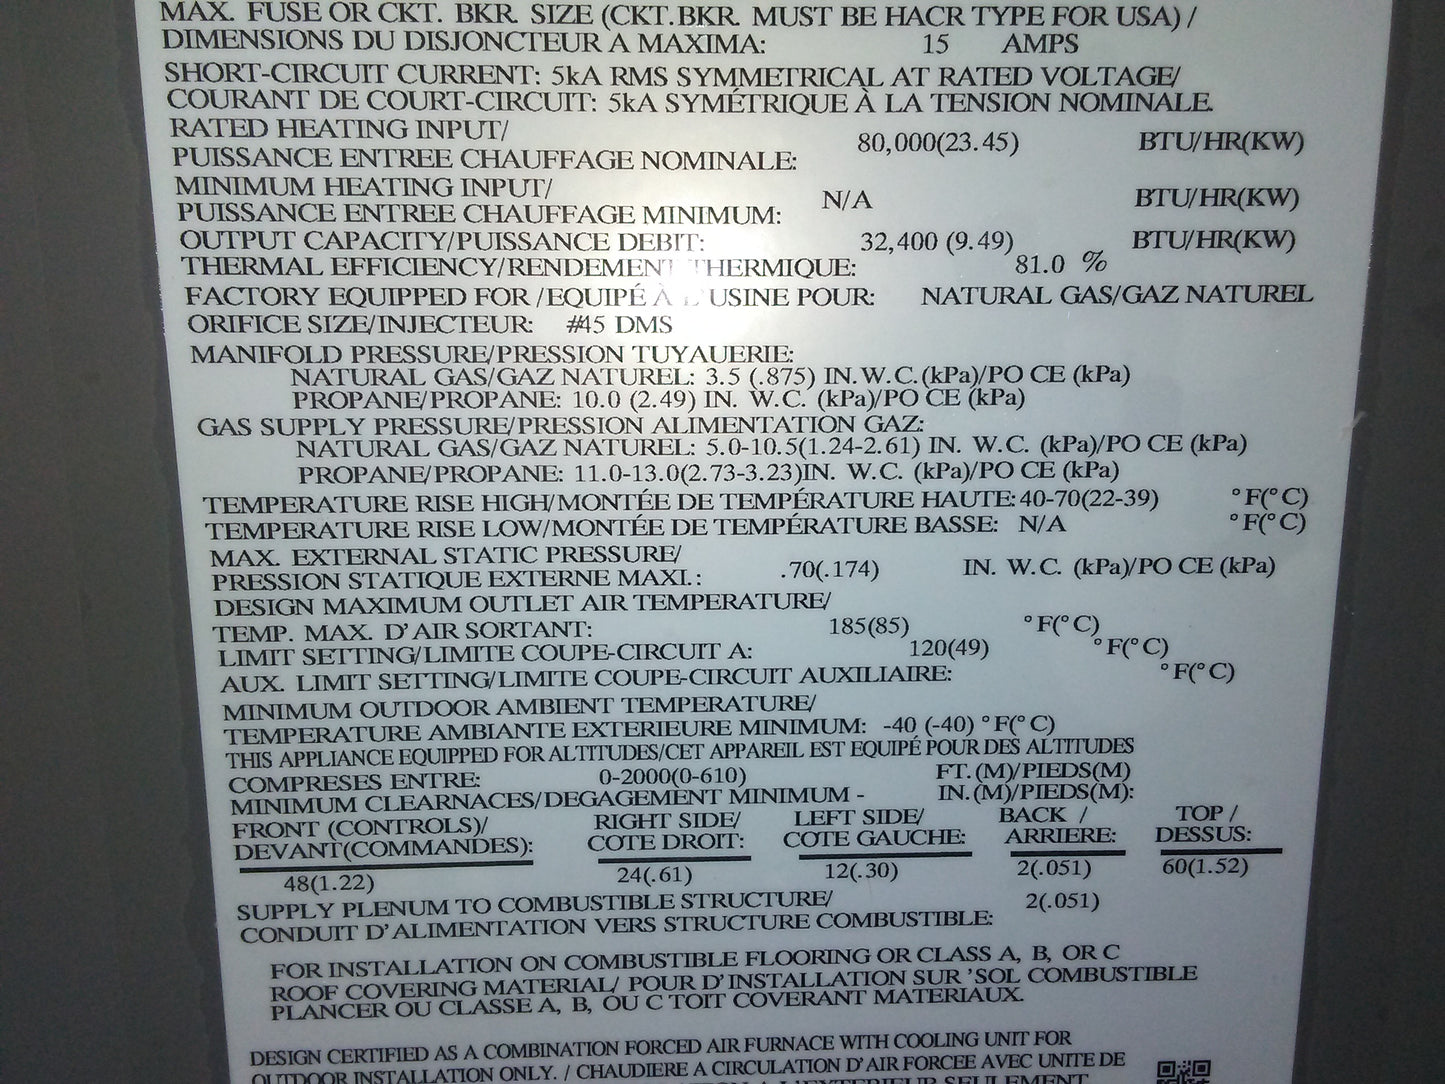 MAX. FUSE OR CKT. BKR. SIZE (CKT.BKR. MUST BE HACR TYPE FOR USA) /
DIMENSIONS DU DISJONCTEUR A MAXIMA: 15 AMPS
SHORT-CIRCUIT CURRENT: 5kA RMS SYMMETRICAL AT RATED VOLTAGE/
COURANT DE COURT-CIRCUIT: 5kA SYMÉTRIQUE À LA TENSION NOMINALE.
RATED HEATING INPUT/
PUISSANCE ENTREE CHAUFFAGE NOMINALE: 80,000(23.45) BTU/HR(KW)
MINIMUM HEATING INPUT/
PUISSANCE ENTREE CHAUFFAGE MINIMUM: N/A BTU/HR(KW)
OUTPUT CAPACITY/PUISSANCE DEBIT: 32,400 (9.49) BTU/HR(KW)
THERMAL EFFICIENCY/RENDEMENT THERMIQUE: 81.0 %
FACTORY EQUIPPED FOR /EQUIPÉ À L'USINE POUR: NATURAL GAS/GAZ NATUREL
ORIFICE SIZE/INJECTEUR: #45 DMS
MANIFOLD PRESSURE/PRESSION TUYAUERIE:
NATURAL GAS/GAZ NATUREL: 3.5 (.875) IN.W.C.(kPa)/PO CE (kPa)
PROPANE/PROPANE: 10.0 (2.49) IN. W.C. (kPa)/PO CE (kPa)
GAS SUPPLY PRESSURE/PRESSION ALIMENTATION GAZ:
NATURAL GAS/GAZ NATUREL: 5.0-10.5(1.24-2.61) IN. W.C. (kPa)/PO CE (kPa)
PROPANE/PROPANE: 11.0-13.0(2.73-3.23)IN. W.C. (kPa)/PO CE (kPa)
TEMPERATURE RISE HIGH/MONTÉE DE TEMPÉRATURE HAUTE: 40-70(22-39) °F(°C)
TEMPERATURE RISE LOW/MONTÉE DE TEMPÉRATURE BASSE: N/A °F(°C)
MAX. EXTERNAL STATIC PRESSURE/
PRESSION STATIQUE EXTERNE MAXI.: .70(.174) IN. W.C. (kPa)/PO CE (kPa)
DESIGN MAXIMUM OUTLET AIR TEMPERATURE/
TEMP. MAX. D'AIR SORTANT: 185(85) °F(°C)
LIMIT SETTING/LIMITE COUPE-CIRCUIT A: 120(49) °F(°C)
AUX. LIMIT SETTING/LIMITE COUPE-CIRCUIT AUXILIAIRE: °F(°C)
MINIMUM OUTDOOR AMBIENT TEMPERATURE/
TEMPERATURE AMBIANTE EXTERIEURE MINIMUM: -40 (-40) °F(°C)
THIS APPLIANCE EQUIPPED FOR ALTITUDES/CET APPAREIL EST EQUIPÉ POUR DES ALTITUDES
COMPRESES ENTRE: 0-2000(0-610) FT.(M)/PIEDS(M)
MINIMUM CLEARNACES/DEGAGEMENT MINIMUM - IN.(M)/PIEDS(M):
FRONT (CONTROLS)/ RIGHT SIDE/ LEFT SIDE/ BACK / TOP /
DEVANT(COMMANDES): COTE DROIT: COTE GAUCHE: ARRIERE: DESSUS:
48(1.22) 24(.61) 12(.30) 2(.051) 60(1.52)
SUPPLY PLENUM TO COMBUSTIBLE STRUCTURE/ 2(.051)
CONDUIT D'ALIMENTATION VERS STRUCTURE COMBUSTIBLE:
FOR INSTALLATION ON COMBUSTIBLE FLOORING OR CLASS A, B, OR C
ROOF COVERING MATERIAL/ POUR D'INSTALLATION SUR 'SOL COMBUSTIBLE
PLANCER OU CLASSE A, B, OU C TOIT COVERANT MATERIAUX.
DESIGN CERTIFIED AS A COMBINATION FORCED AIR FURNACE WITH COOLING UNIT FOR
OUTDOOR INSTALLATION ONLY. / CHAUDIERE A CIRCULATION D'AIR FORCEE AVEC UNITE DE
A L'EXTERIEUR SEULEMENT